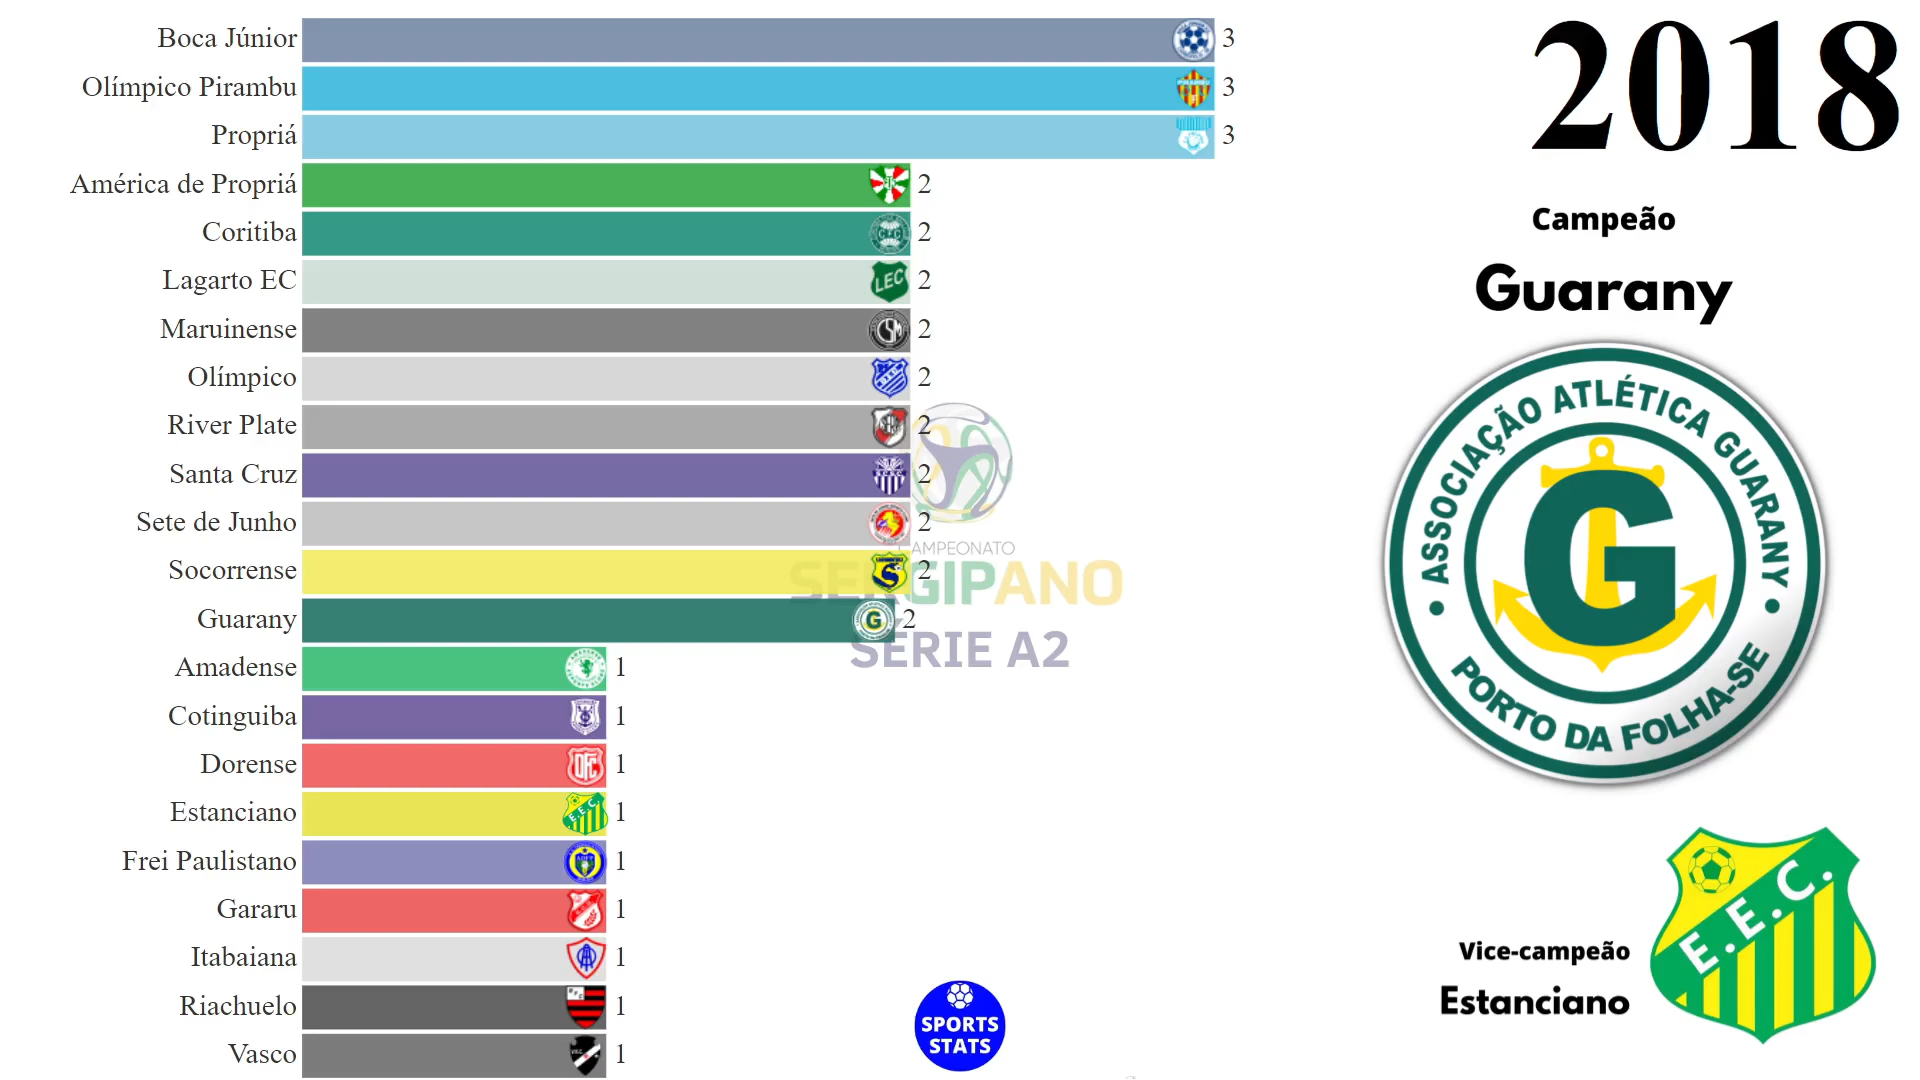 Boca Júnior 3
Olímpico Pirambu 3
Propriá 3
América de Propriá 2
Coritiba 2
Lagarto EC LEC 2
Maruinense 2
Olímpico 2
River Plate 2
Santa Cruz 2
Sete de Junho 2
Socorrense 2
Guarany G 2
Amadense 1
Cotinguiba 1
Dorense DFC 1
Estanciano E.E.C. 1
Frei Paulistano 1
Gararu 1
Itabaiana 1
Riachuelo 1
Vasco 1
CAMPEONATO
SERGIPANO
SÉRIE A2
SPORTS
STATS
2018
Campeão
Guarany
ASSOCIAÇÃO ATLÉTICA GUARANY
G
PORTO DA FOLHA-SE
Vice-campeão
Estanciano
E.E.C.